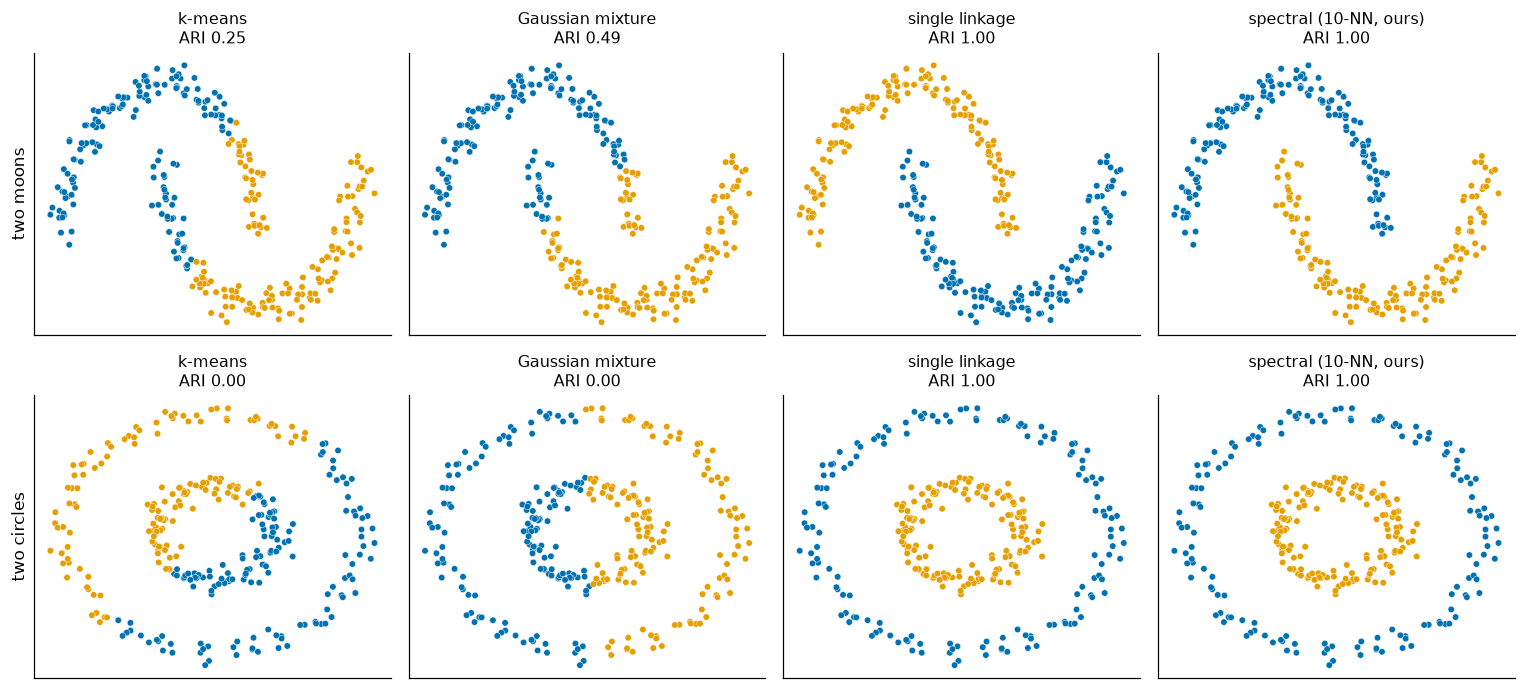 k-means
ARI 0.25
Gaussian mixture
ARI 0.49
single linkage
ARI 1.00
spectral (10-NN, ours)
ARI 1.00
two moons
k-means
ARI 0.00
Gaussian mixture
ARI 0.00
single linkage
ARI 1.00
spectral (10-NN, ours)
ARI 1.00
two circles